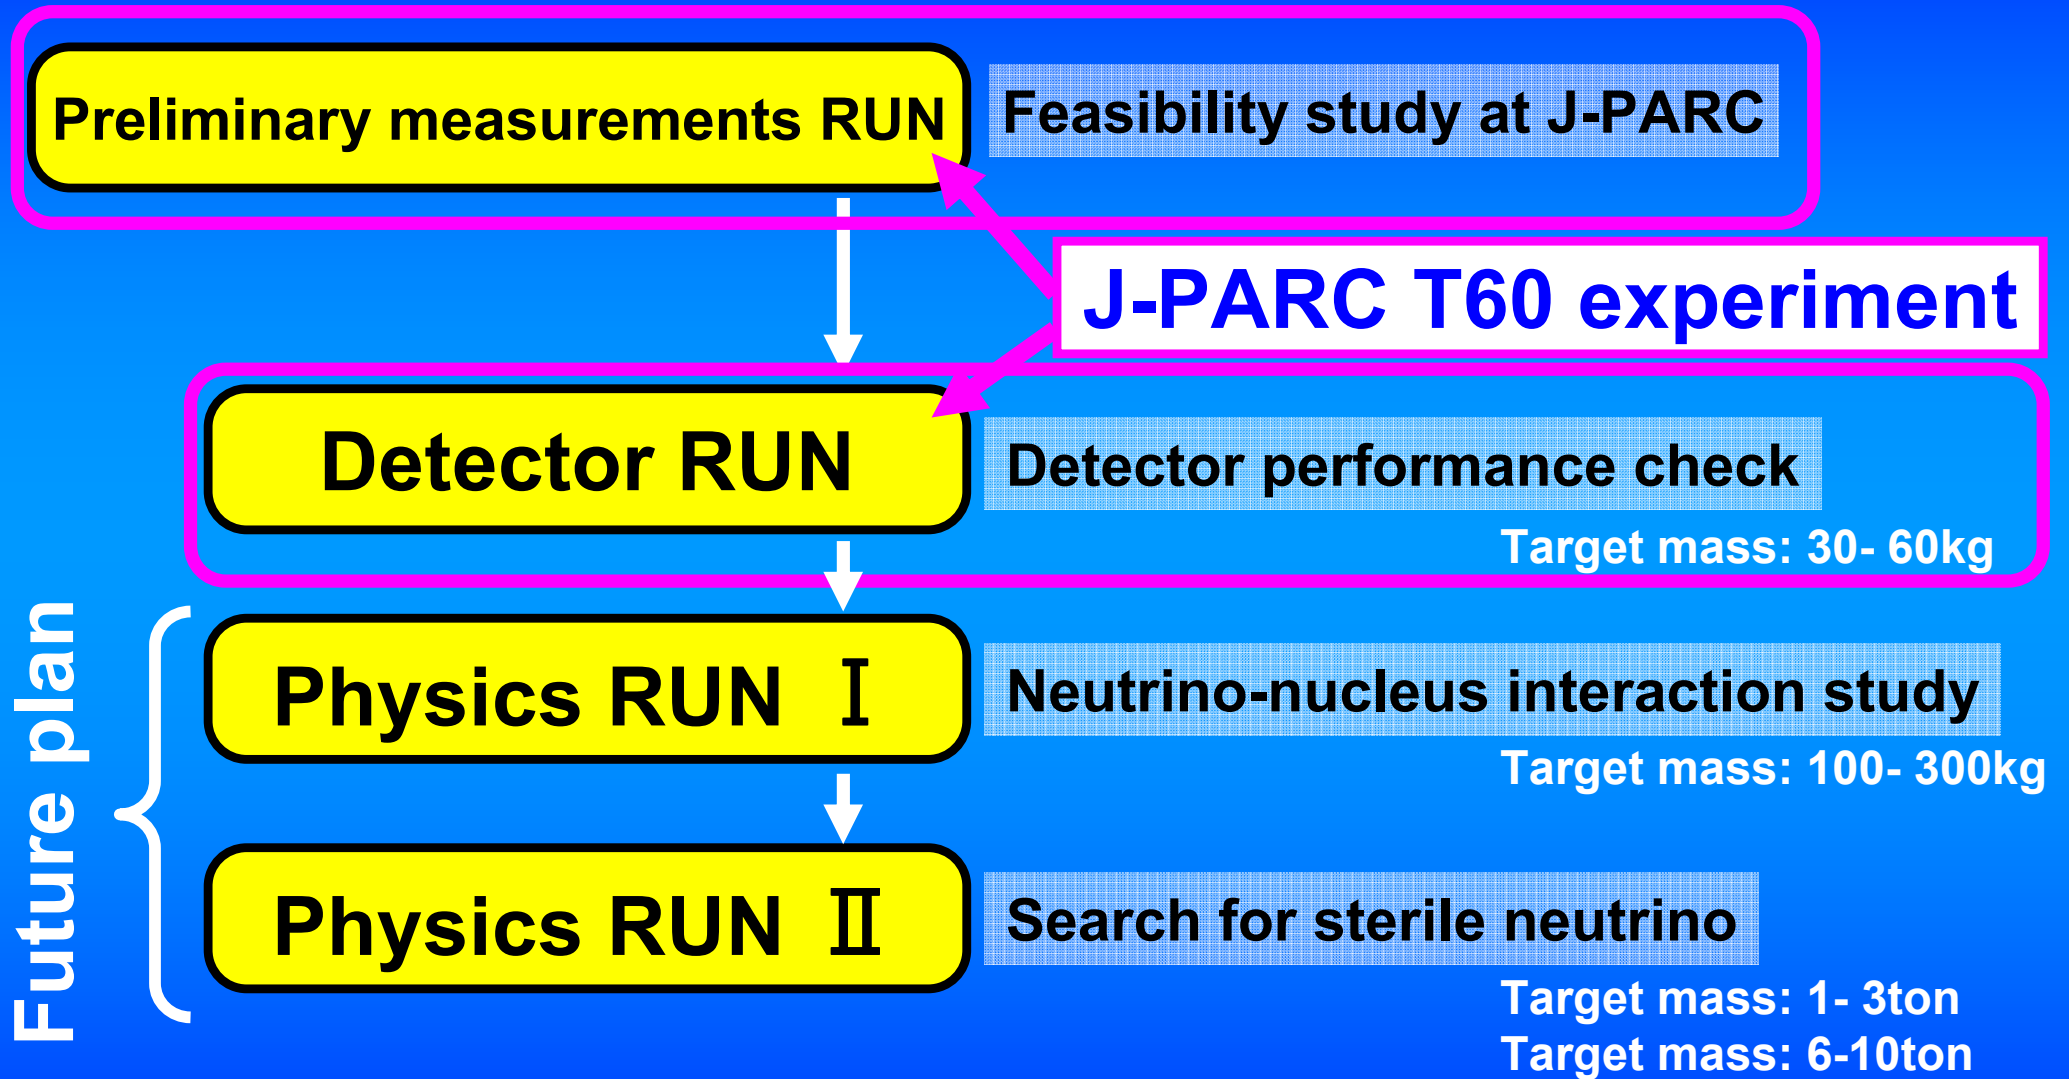 Preliminary measurements RUN
Feasibility study at J-PARC
J-PARC T60 experiment
Detector RUN
Detector performance check
Target mass: 30- 60kg
Future plan
Physics RUN Ⅰ
Neutrino-nucleus interaction study
Target mass: 100- 300kg
Physics RUN Ⅱ
Search for sterile neutrino
Target mass: 1- 3ton
Target mass: 6-10ton